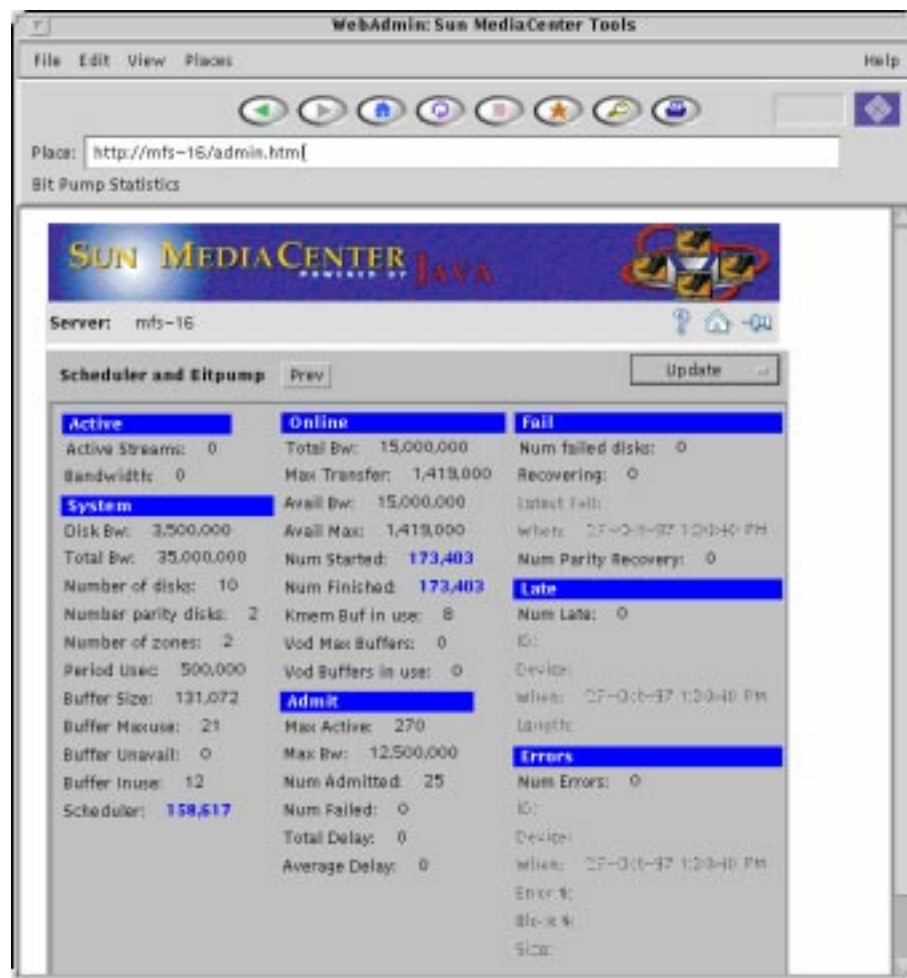 WebAdmin: Sun MediaCenter Tools
File Edit View Places Help
Place: http://mfs-16/admin.html
Bit Pump Statistics
SUN MEDIACENTER
POWERED BY JAVA
Server: mfs-16
Scheduler and Bitpump Prev Update
Active
Active Streams: 0
Bandwidth: 0
System
Disk Bw: 3,500,000
Total Bw: 35,000,000
Number of disks: 10
Number parity disks: 2
Number of zones: 2
Period Usec: 500,000
Buffer Size: 131,072
Buffer Maxuse: 21
Buffer Unavail: 0
Buffer Inuse: 12
Scheduler: 158,617
Online
Total Bw: 15,000,000
Max Transfer: 1,419,000
Avail Bw: 15,000,000
Avail Max: 1,419,000
Num Started: 173,403
Num Finished: 173,403
Kmem Buf in use: 8
Vod Max Buffers: 0
Vod Buffers in use: 0
Admit
Max Active: 270
Max Bw: 12,500,000
Num Admitted: 25
Num Failed: 0
Total Delay: 0
Average Delay: 0
Fail
Num failed disks: 0
Recovering: 0
Latest Fail:
When: PM
Num Parity Recovery: 0
Late
Num Late: 0
ID:
Device:
When: PM
Length:
Errors
Num Errors: 0
ID:
Device:
When: PM
Error #:
Block #:
Size: